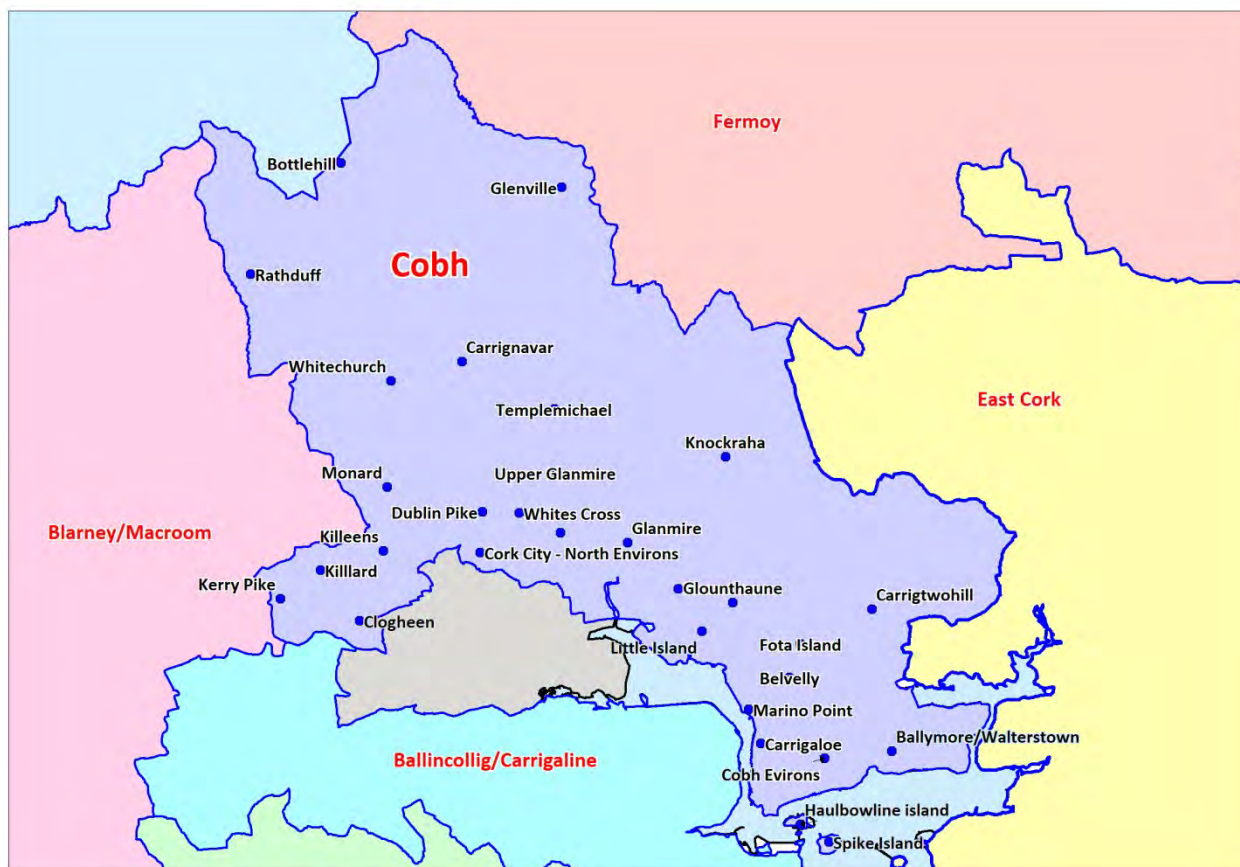 Fermoy
Bottlehill
Glenville
Cobh
Rathduff
Carrignavar
Whitechurch
Templemichael
East Cork
Knockraha
Monard
Upper Glanmire
Dublin Pike
Whites Cross
Blarney/Macroom
Glanmire
Killeens
Cork City - North Environs
Killlard
Kerry Pike
Glounthaune
Carrigtwohill
Clogheen
Little Island
Fota Island
Belvelly
Marino Point
Ballymore/Walterstown
Carrigaloe
Ballincollig/Carrigaline
Cobh Evirons
Haulbowline island
Spike Island